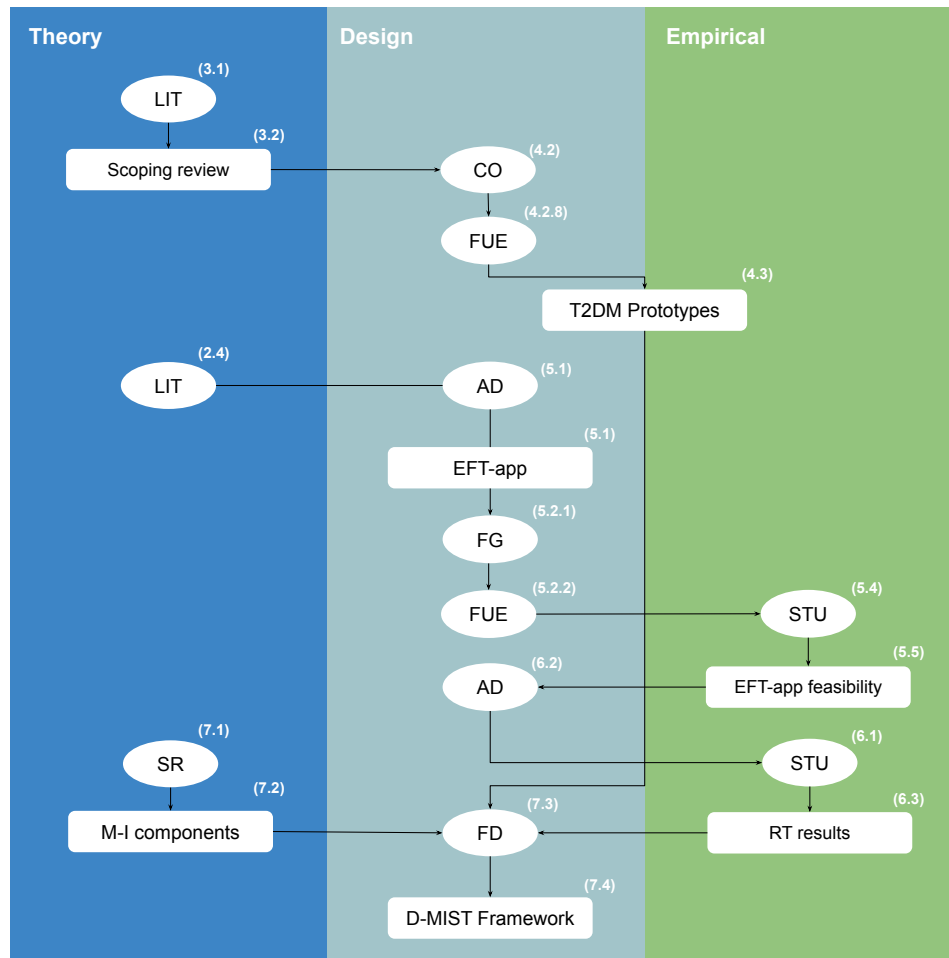 Theory
Design
Empirical
(3.1)
LIT
(3.2)
Scoping review
(4.2)
CO
(4.2.8)
FUE
(4.3)
T2DM Prototypes
(2.4)
LIT
(5.1)
AD
(5.1)
EFT-app
(5.2.1)
FG
(5.2.2)
FUE
(5.4)
STU
(5.5)
EFT-app feasibility
(6.2)
AD
(6.1)
STU
(7.1)
SR
(7.2)
M-I components
(7.3)
FD
(6.3)
RT results
(7.4)
D-MIST Framework